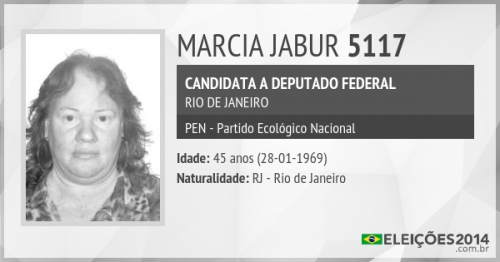 MARCIA JABUR 5117
CANDIDATA A DEPUTADO FEDERAL
RIO DE JANEIRO
PEN - Partido Ecológico Nacional
Idade: 45 anos (28-01-1969)
Naturalidade: RJ - Rio de Janeiro
ELEIÇÕES2014
.com.br